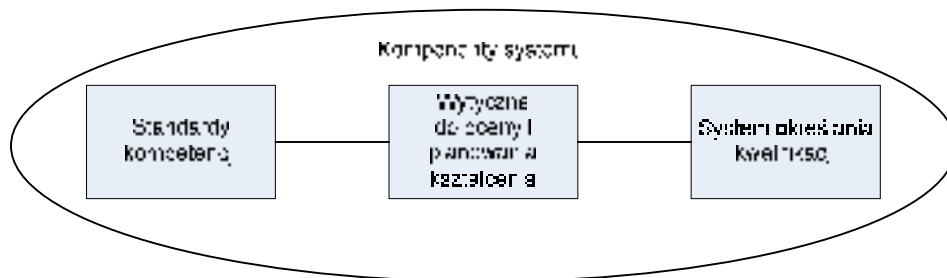 Komponenty systemu
Standardy
kompetencji
Wytyczne
do oceny i
planowania
kształcenia
System określania
kwalifikacji